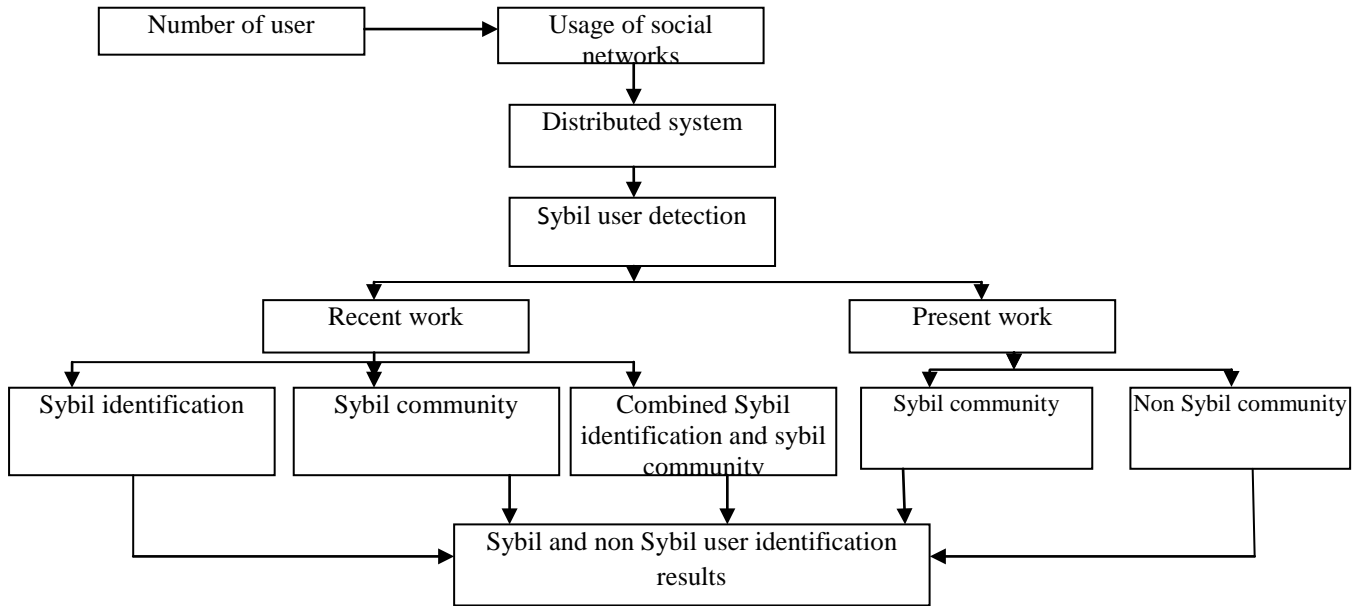 Number of user
Usage of social
networks
Distributed system
Sybil user detection
Recent work
Present work
Sybil identification
Sybil community
Combined Sybil
identification and sybil
community
Sybil community
Non Sybil community
Sybil and non Sybil user identification
results